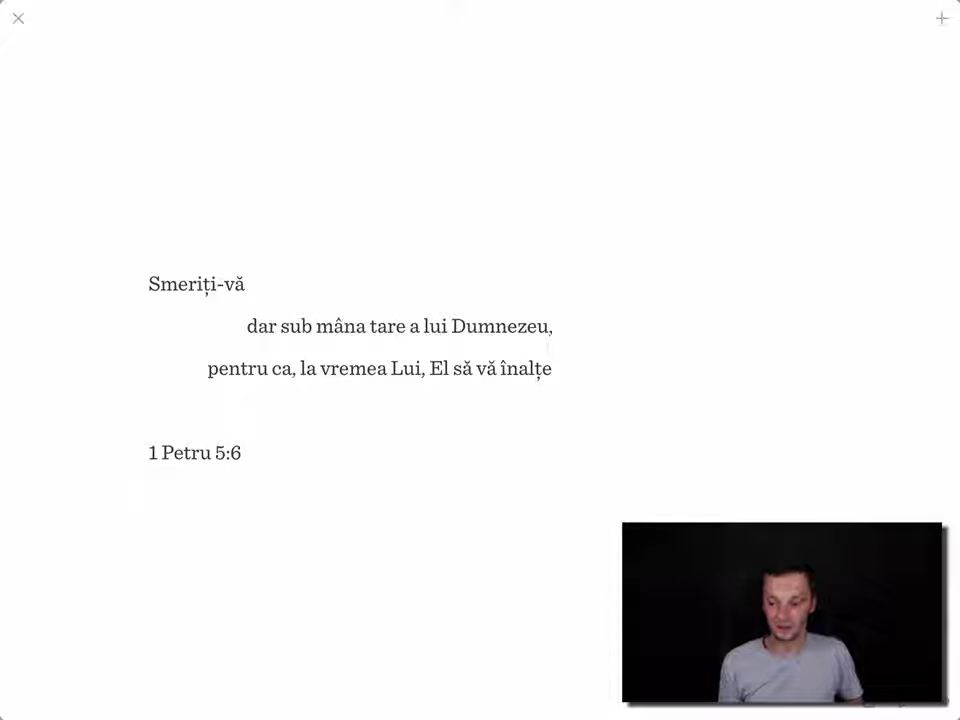 Smeriți-vă
dar sub mâna tare a lui Dumnezeu,
pentru ca, la vremea Lui, El să vă înalțe
1 Petru 5:6